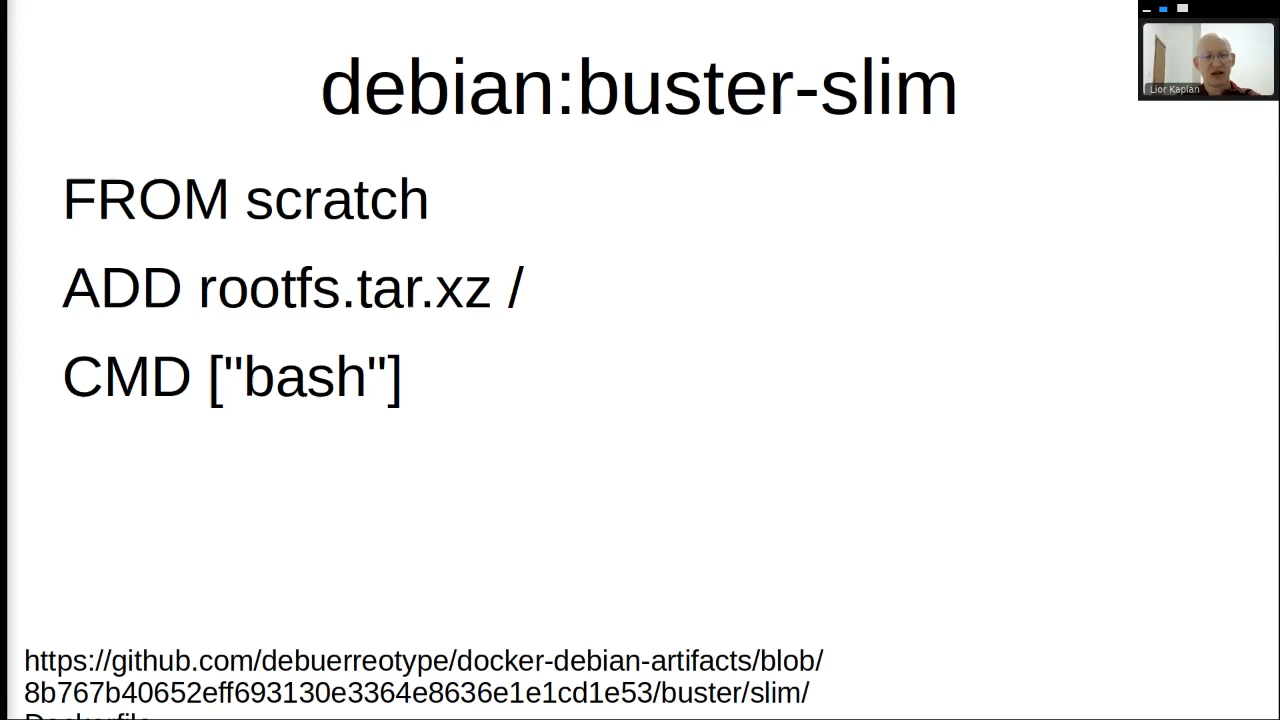 debian:buster-slim
Lior Kaplan
FROM scratch
ADD rootfs.tar.xz /
CMD ["bash"]
https://github.com/debuerreotype/docker-debian-artifacts/blob/
8b767b40652eff693130e3364e8636e1e1cd1e53/buster/slim/
Dockerfile